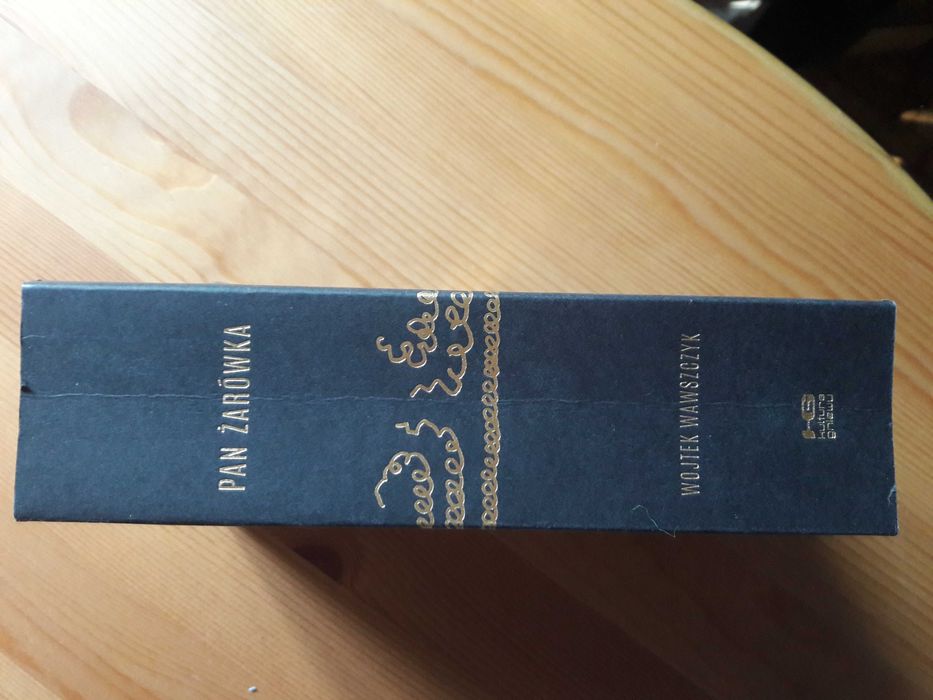 PAN ŻARÓWKA
WOJTEK WAWSZCZYK
kultura
gniewu